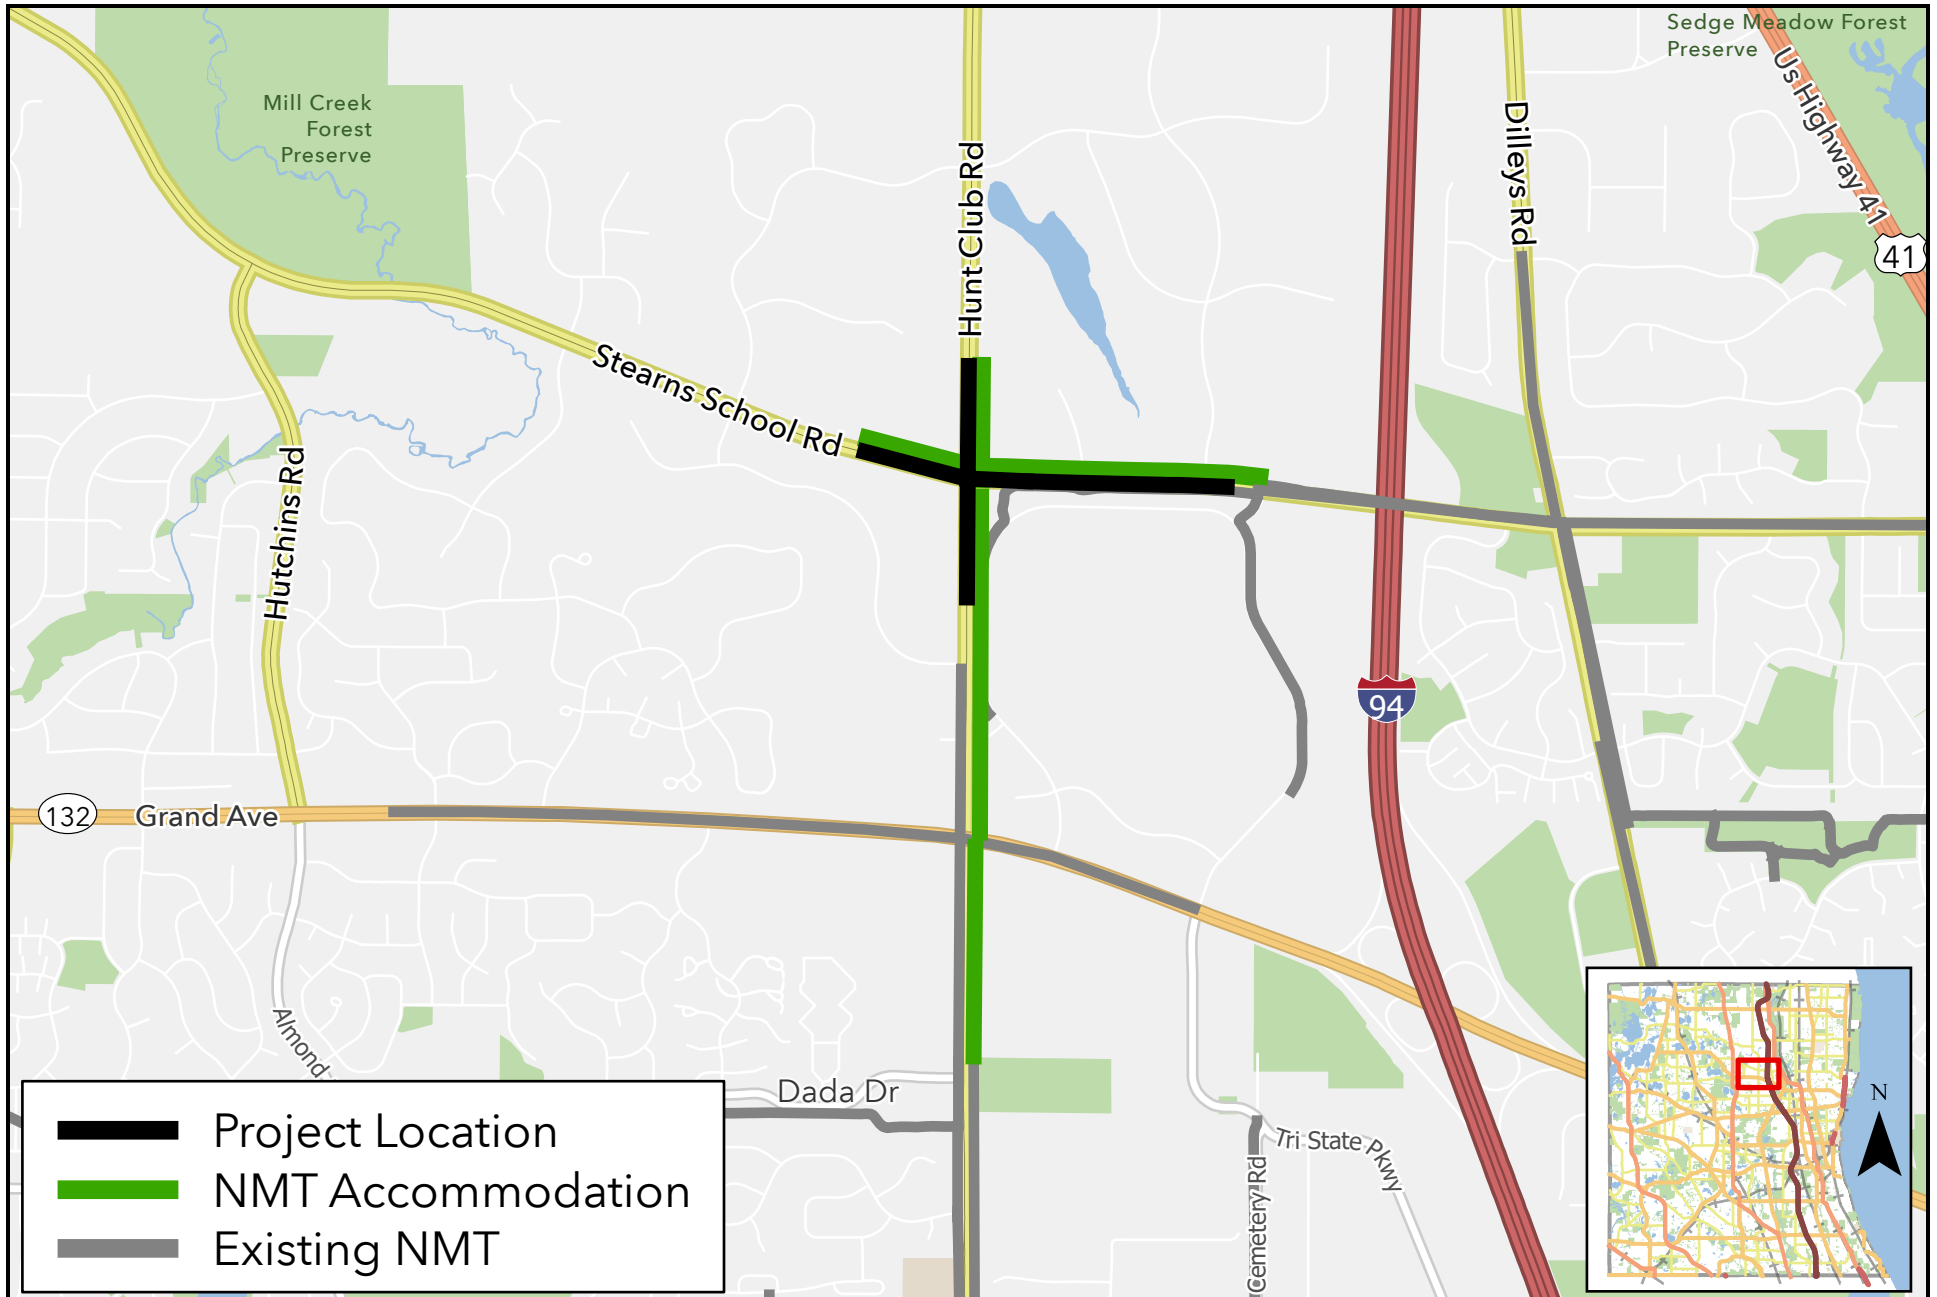 Sedge Meadow Forest
Preserve
Us Highway 41
41
Mill Creek
Forest
Preserve
Dilleys Rd
Hunt Club Rd
Stearns School Rd
Hutchins Rd
94
132
Grand Ave
Almond
Dada Dr
Tri State Pkwy
Cemetery Rd
N
Project Location
NMT Accommodation
Existing NMT